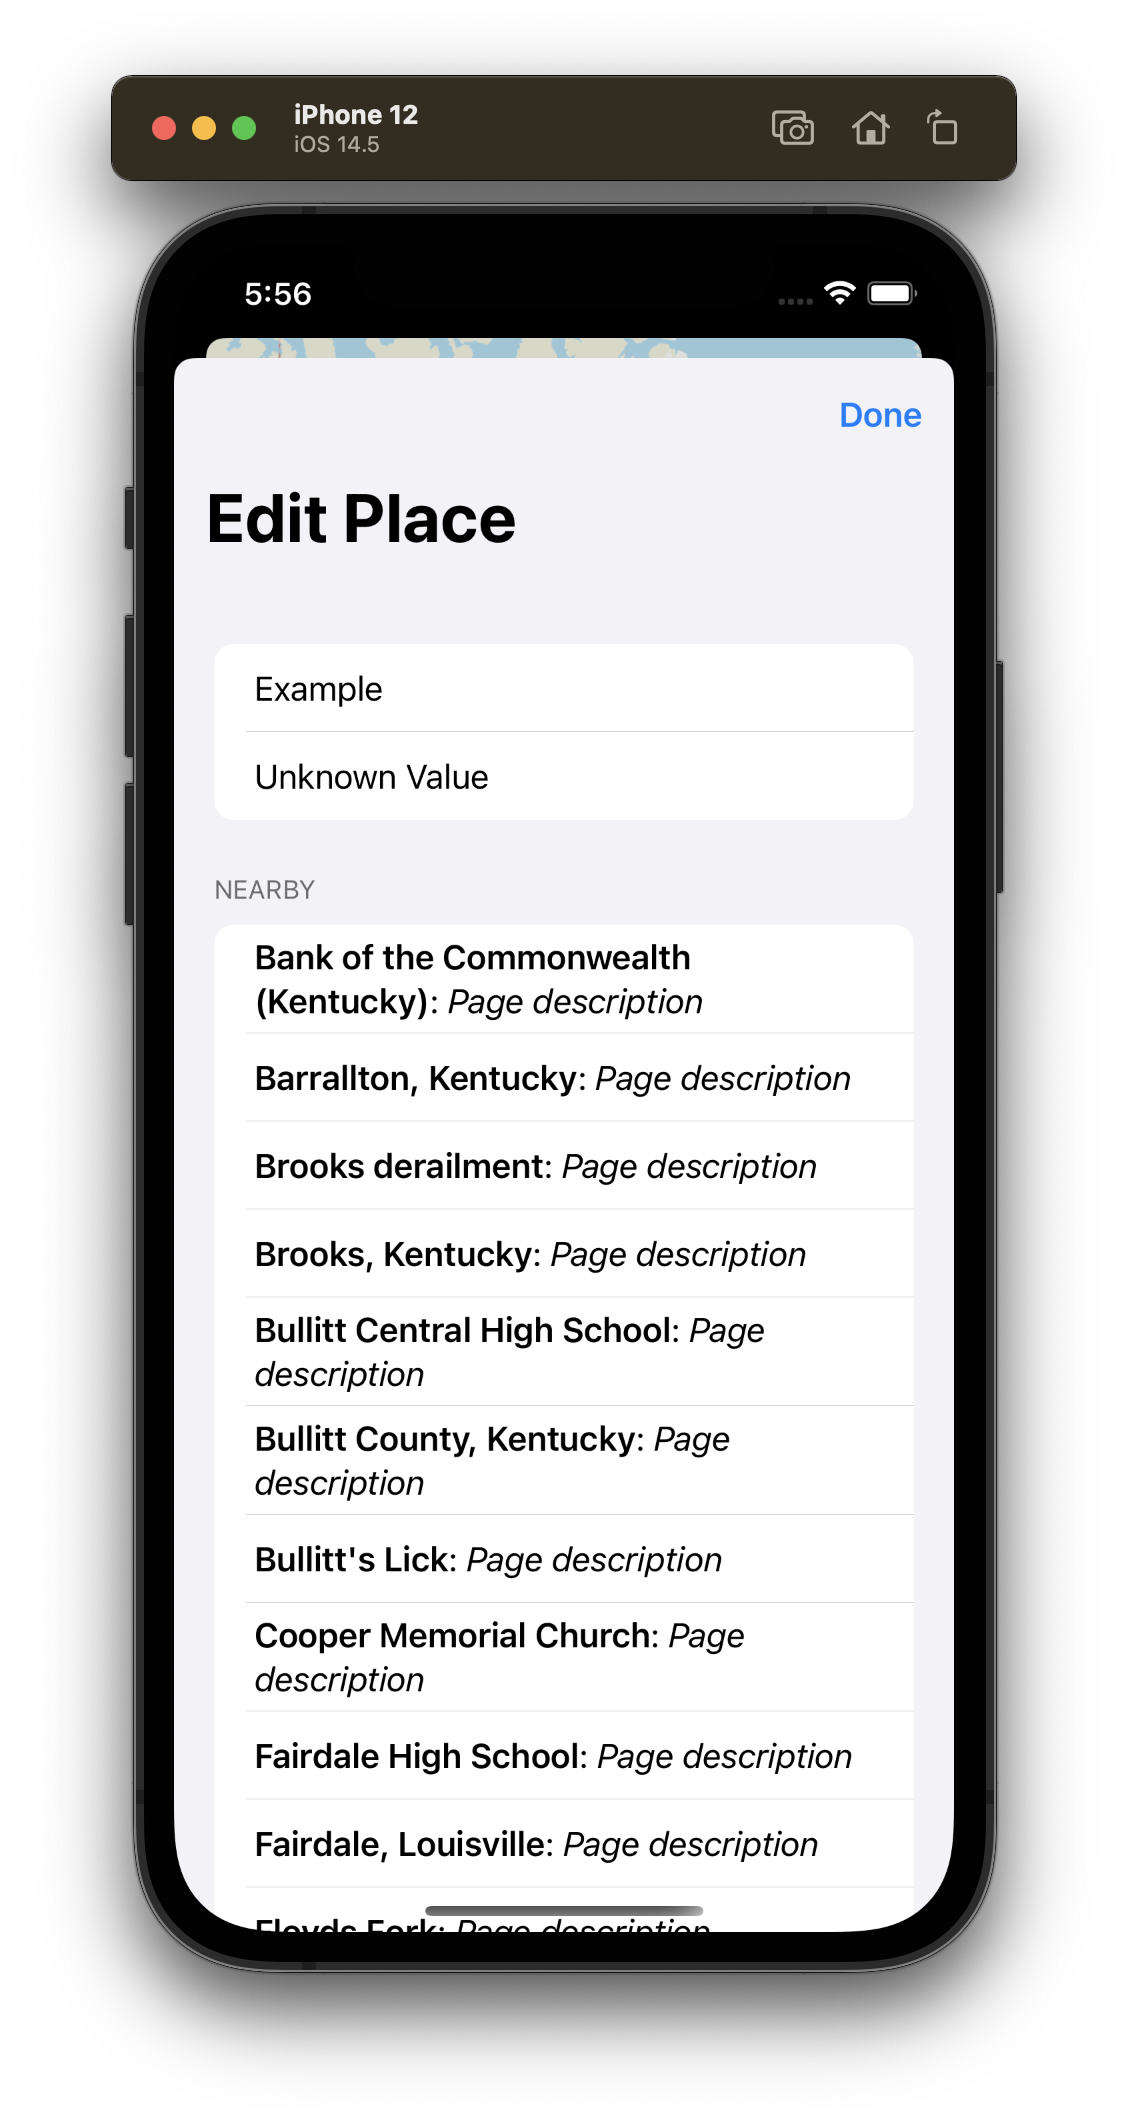 iPhone 12
iOS 14.5
5:56
Done
Edit Place
Example
Unknown Value
NEARBY
Bank of the Commonwealth
(Kentucky): Page description
Barrallton, Kentucky: Page description
Brooks derailment: Page description
Brooks, Kentucky: Page description
Bullitt Central High School: Page
description
Bullitt County, Kentucky: Page
description
Bullitt's Lick: Page description
Cooper Memorial Church: Page
description
Fairdale High School: Page description
Fairdale, Louisville: Page description
Floyds Fork: Page description